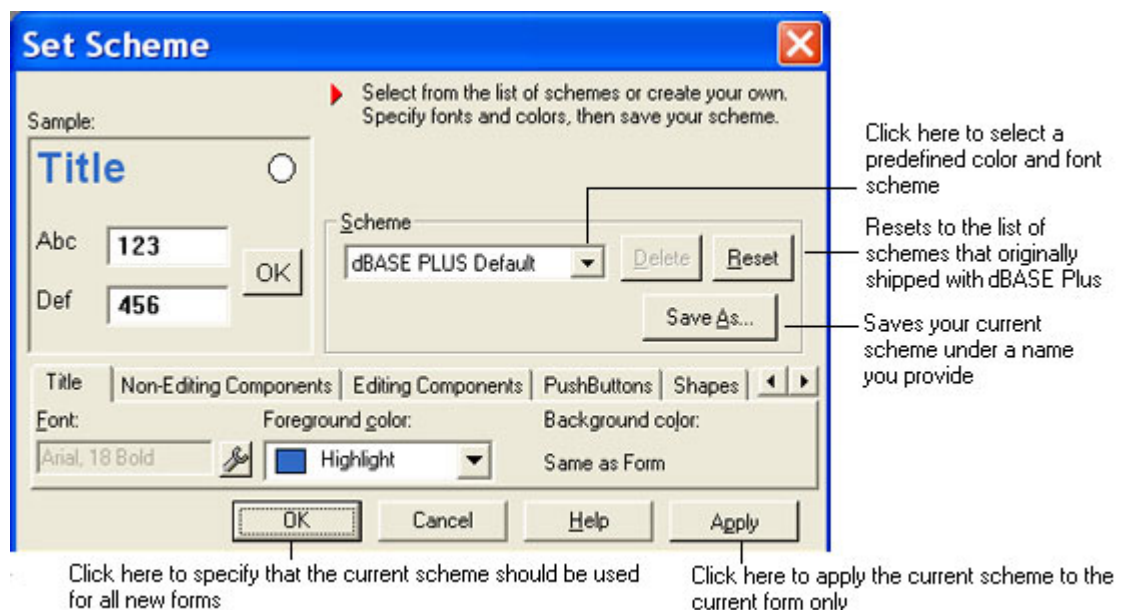 Set Scheme
Select from the list of schemes or create your own.
Specify fonts and colors, then save your scheme.
Sample:
Title
Abc
123
OK
Def
456
Scheme
dBASE PLUS Default
Delete
Reset
Save As...
Click here to select a
predefined color and font
scheme
Resets to the list of
schemes that originally
shipped with dBASE Plus
Saves your current
scheme under a name
you provide
Title
Non-Editing Components
Editing Components
PushButtons
Shapes
Font:
Foreground color:
Background color:
Arial, 18 Bold
Highlight
Same as Form
OK
Cancel
Help
Apply
Click here to specify that the current scheme should be used
for all new forms
Click here to apply the current scheme to the
current form only